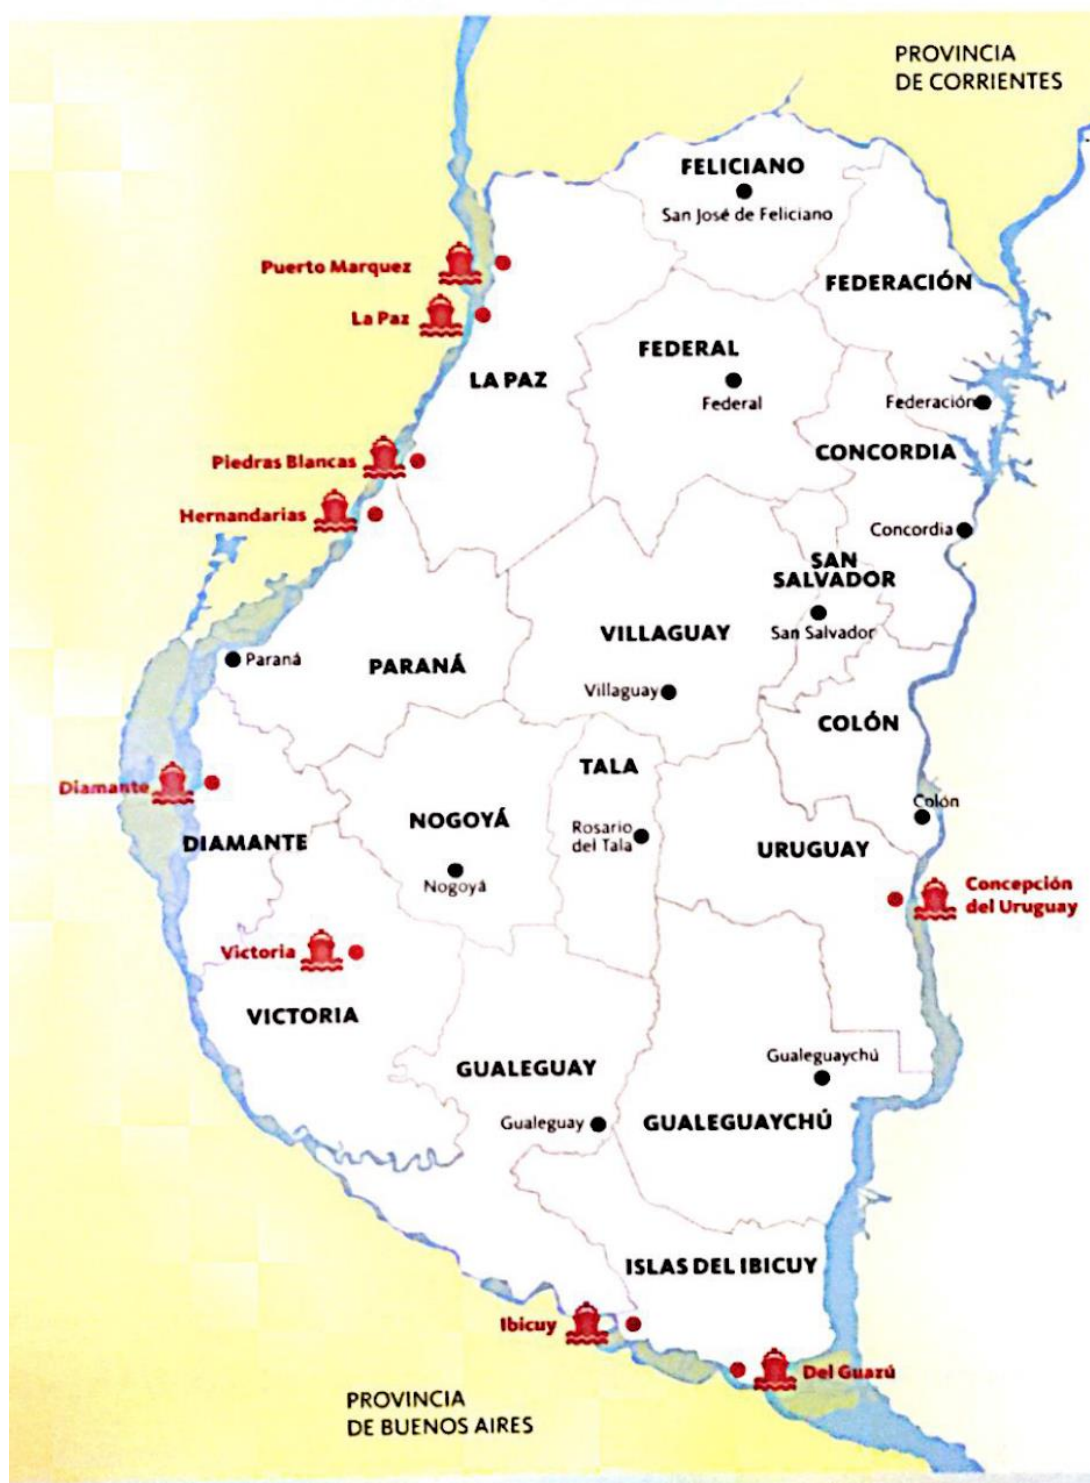 PROVINCIA
DE CORRIENTES
FELICIANO
San José de Feliciano
Puerto Marquez
FEDERACIÓN
La Paz
FEDERAL
LA PAZ
Federal
Federación
CONCORDIA
Piedras Blancas
Hernandarias
Concordia
SAN
SALVADOR
San Salvador
VILLAGUAY
Paraná
PARANÁ
Villaguay
COLÓN
TALA
Diamante
Colón
NOGOYÁ
Rosario
del Tala
DIAMANTE
URUGUAY
Nogoyá
Concepción
del Uruguay
Victoria
VICTORIA
Gualeguaychú
GUALEGUAY
Gualeguay
GUALEGUAYCHÚ
ISLAS DEL IBICUY
Ibicuy
Del Guazú
PROVINCIA
DE BUENOS AIRES